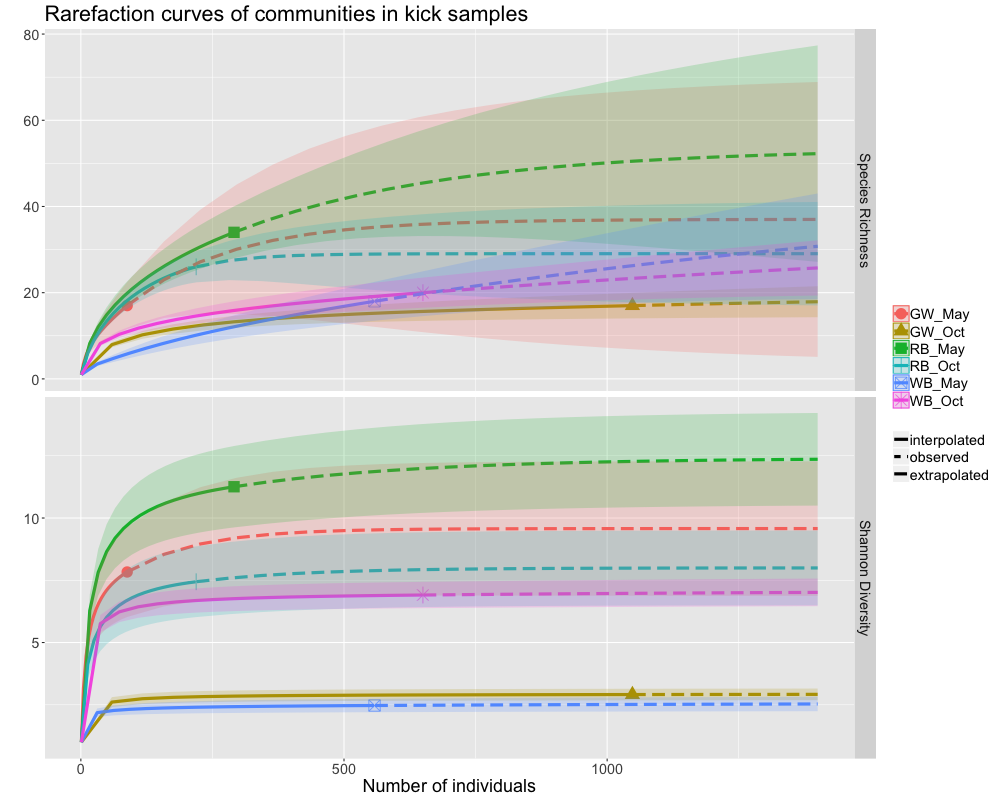 Rarefaction curves of communities in kick samples
80
60
40
20
0
Species Richness
10
5
Shannon Diversity
0
500
1000
Number of individuals
GW_May
GW_Oct
RB_May
RB_Oct
WB_May
WB_Oct
interpolated
observed
extrapolated